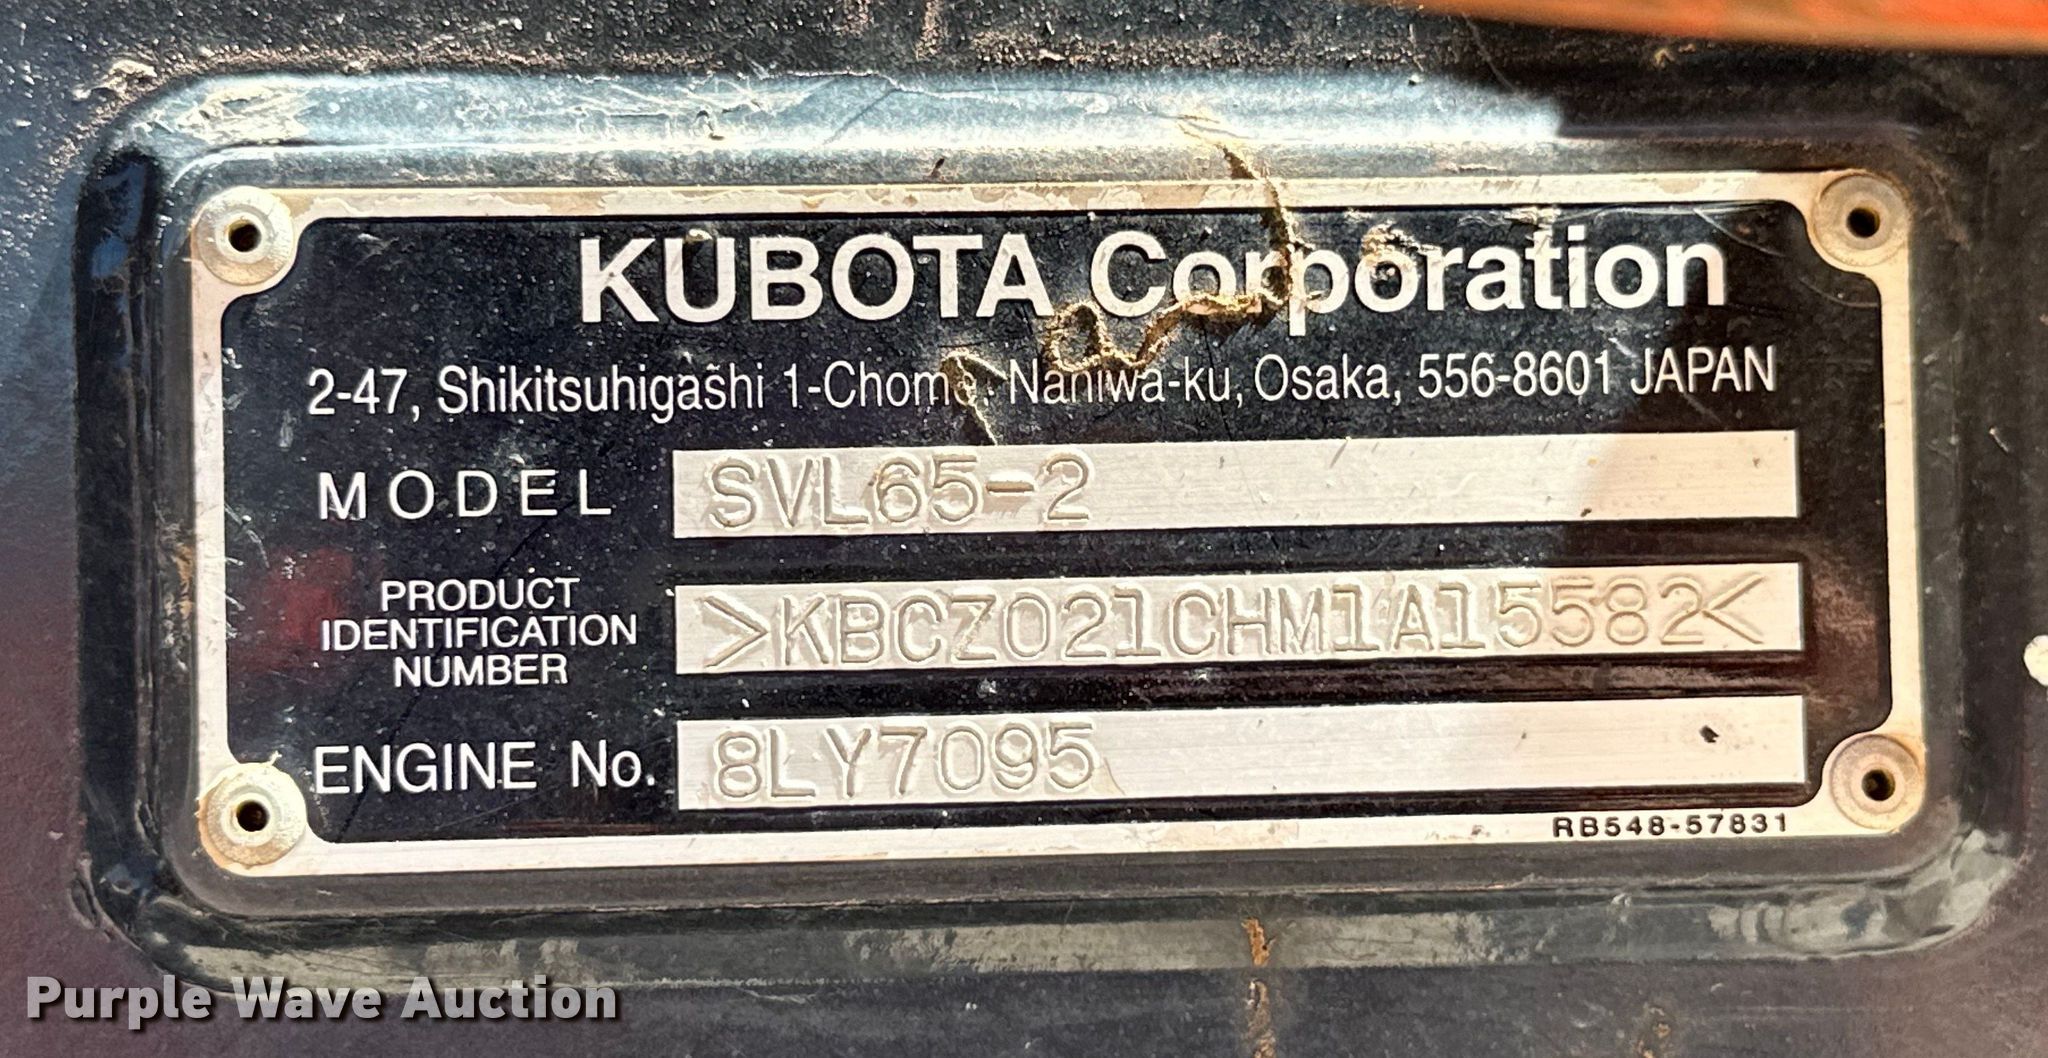 KUBOTA Corporation
2-47, Shikitsuhigashi 1-Chome, Naniwa-ku, Osaka, 556-8601 JAPAN
MODEL SVL65-2
PRODUCT
IDENTIFICATION
NUMBER
>KBCZ021CHM1A15582<
ENGINE No. 8LY7095
RB548-57831
Purple Wave Auction